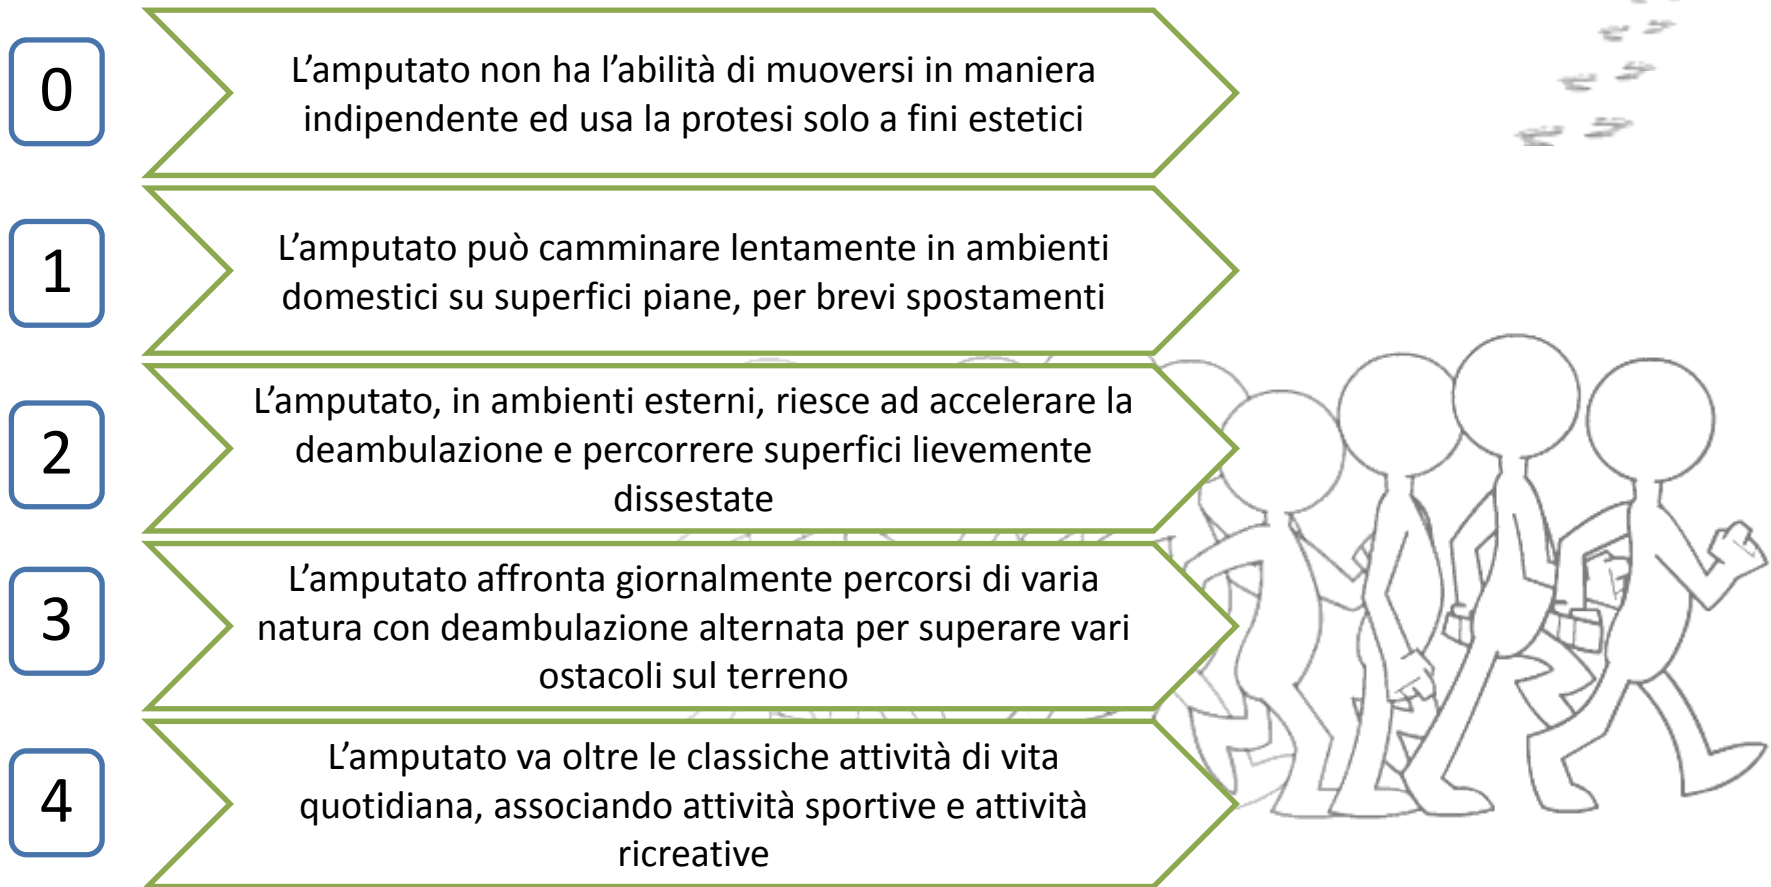 0
L’amputato non ha l’abilità di muoversi in maniera
indipendente ed usa la protesi solo a fini estetici
1
L’amputato può camminare lentamente in ambienti
domestici su superfici piane, per brevi spostamenti
2
L’amputato, in ambienti esterni, riesce ad accelerare la
deambulazione e percorrere superfici lievemente
dissestate
3
L’amputato affronta giornalmente percorsi di varia
natura con deambulazione alternata per superare vari
ostacoli sul terreno
4
L’amputato va oltre le classiche attività di vita
quotidiana, associando attività sportive e attività
ricreative